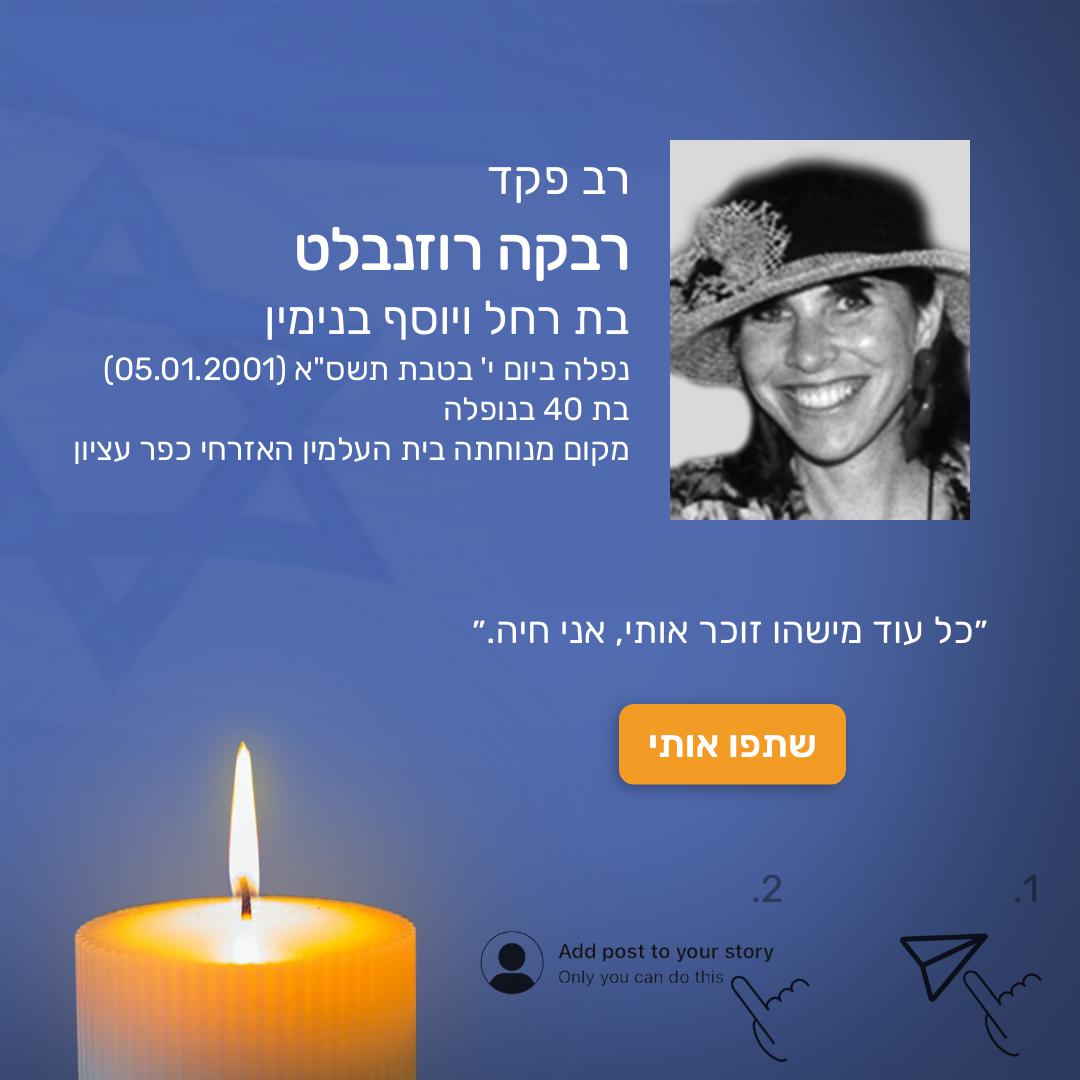 רב פקד
רבקה רוזנבלט
בת רחל ויוסף בנימין
נפלה ביום י' בטבת תשס"א (05.01.2001)
בת 40 בנופלה
מקום מנוחתה בית העלמין האזרחי כפר עציון
״כל עוד מישהו זוכר אותי, אני חיה.״
שתפו אותי
.1
.2
Add post to your story
Only you can do this